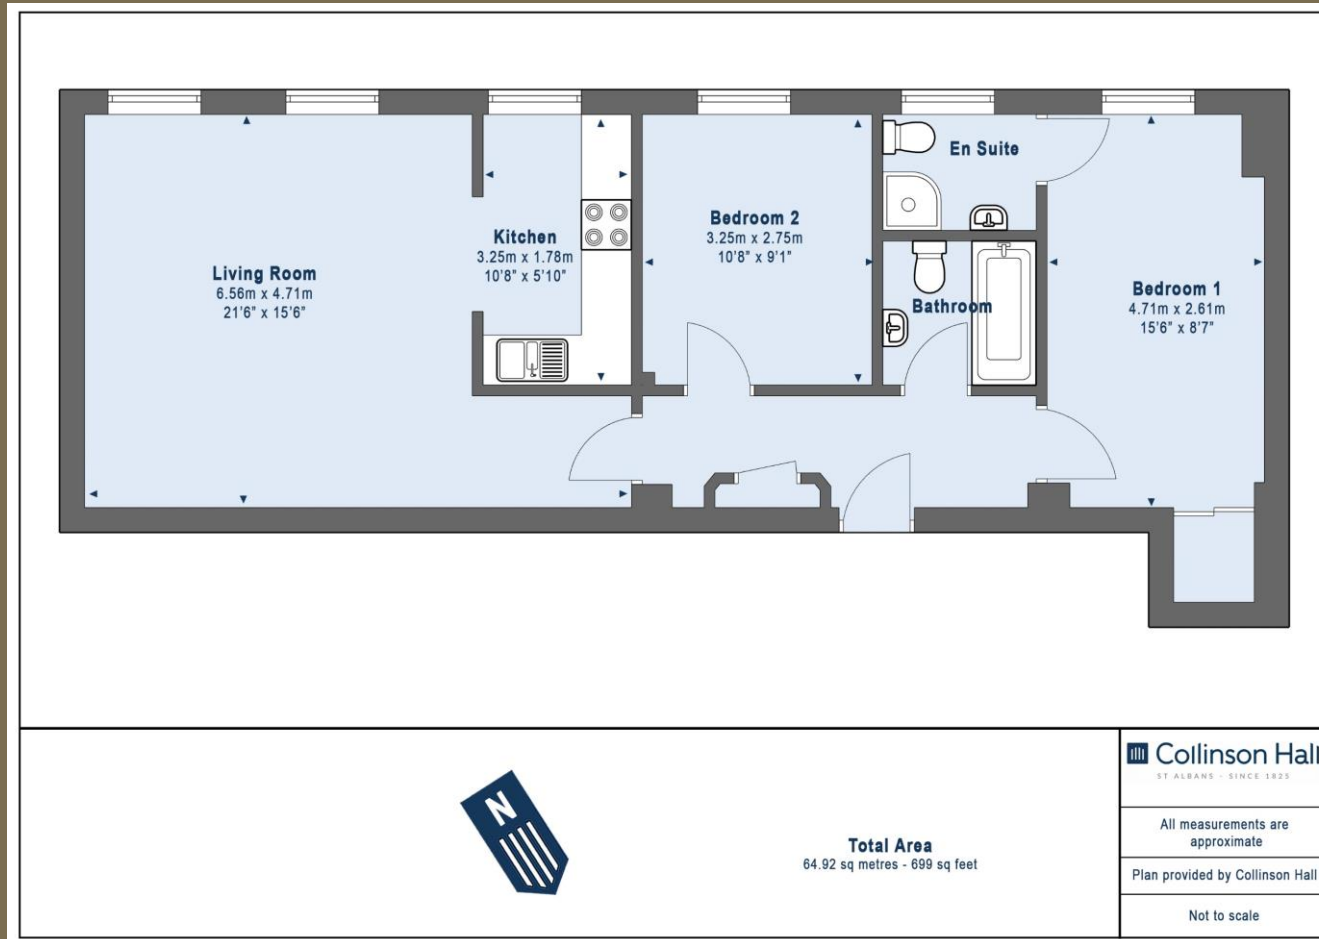 En Suite
Bedroom 2
3.25m x 2.75m
10'8" x 9'1"
Kitchen
3.25m x 1.78m
10'8" x 5'10"
Living Room
6.56m x 4.71m
21'6" x 15'6"
Bathroom
Bedroom 1
4.71m x 2.61m
15'6" x 8'7"
N
Total Area
64.92 sq metres - 699 sq feet
Collinson Hall
ST ALBANS - SINCE 1825
All measurements are
approximate
Plan provided by Collinson Hall
Not to scale